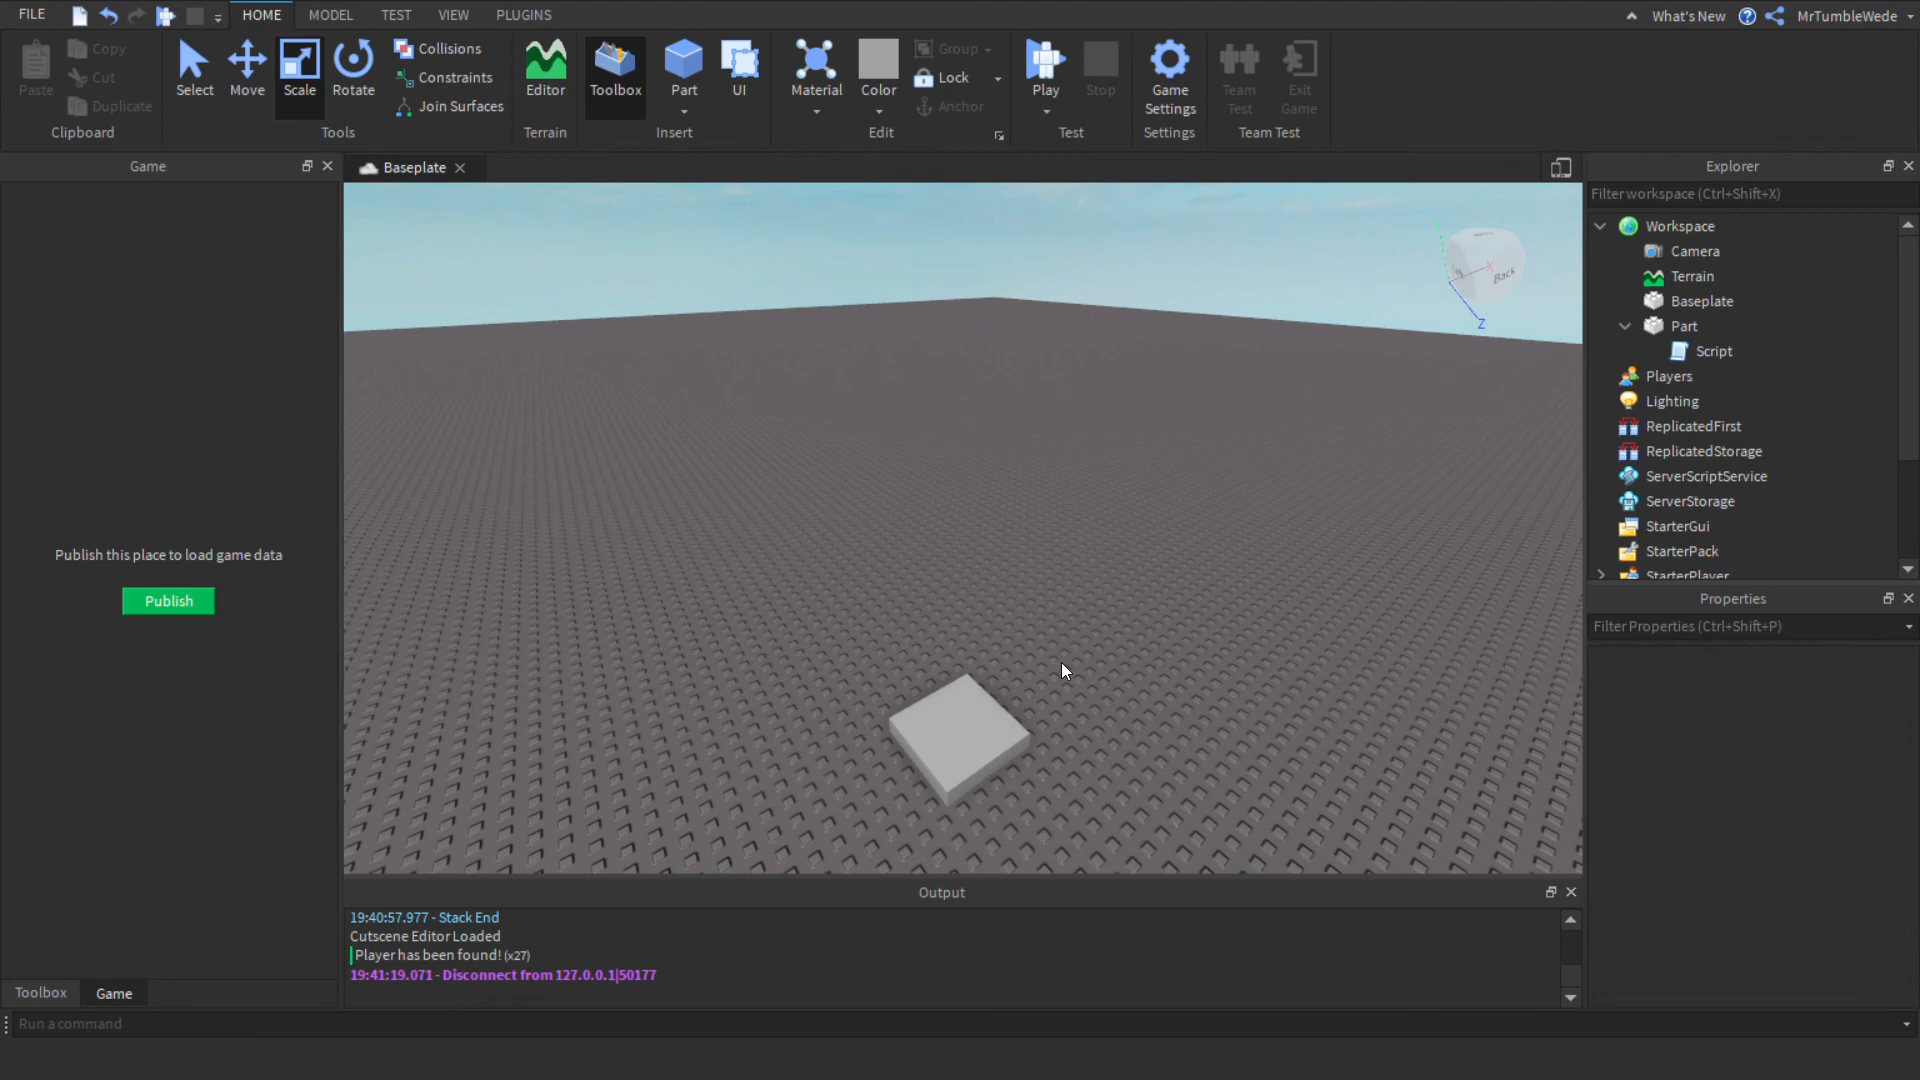 FILE HOME MODEL TEST VIEW PLUGINS What's New MrTumbleWede
Paste Copy Cut Duplicate
Clipboard
Select Move Scale Rotate
Collisions
Constraints
Join Surfaces
Tools
Editor
Terrain
Toolbox Part UI
Insert
Material Color Group Lock Anchor
Edit
Play Stop
Test
Game Settings
Settings
Team Test Exit Game
Team Test
Game
Publish this place to load game data
Publish
Toolbox Game
Baseplate
Back
X
Z
Output
19:40:57.977 - Stack End
Cutscene Editor Loaded
Player has been found! (x27)
19:41:19.071 - Disconnect from 127.0.0.1|50177
Explorer
Filter workspace (Ctrl+Shift+X)
Workspace
Camera
Terrain
Baseplate
Part
Script
Players
Lighting
ReplicatedFirst
ReplicatedStorage
ServerScriptService
ServerStorage
StarterGui
StarterPack
StarterPlayer
Properties
Filter Properties (Ctrl+Shift+P)
Run a command